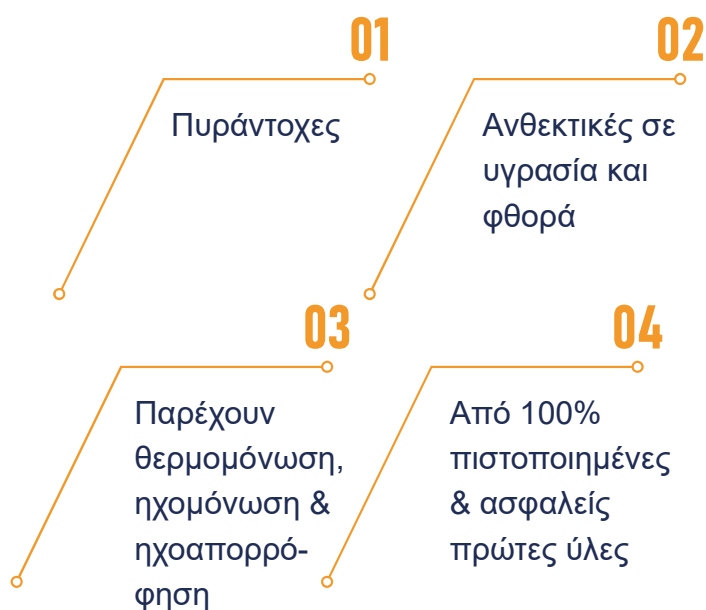 01
Πυράντοχες
02
Ανθεκτικές σε
υγρασία και
φθορά
03
Παρέχουν
θερμομόνωση,
ηχομόνωση &
ηχοαπορρό-
φηση
04
Από 100%
πιστοποιημένες
& ασφαλείς
πρώτες ύλες